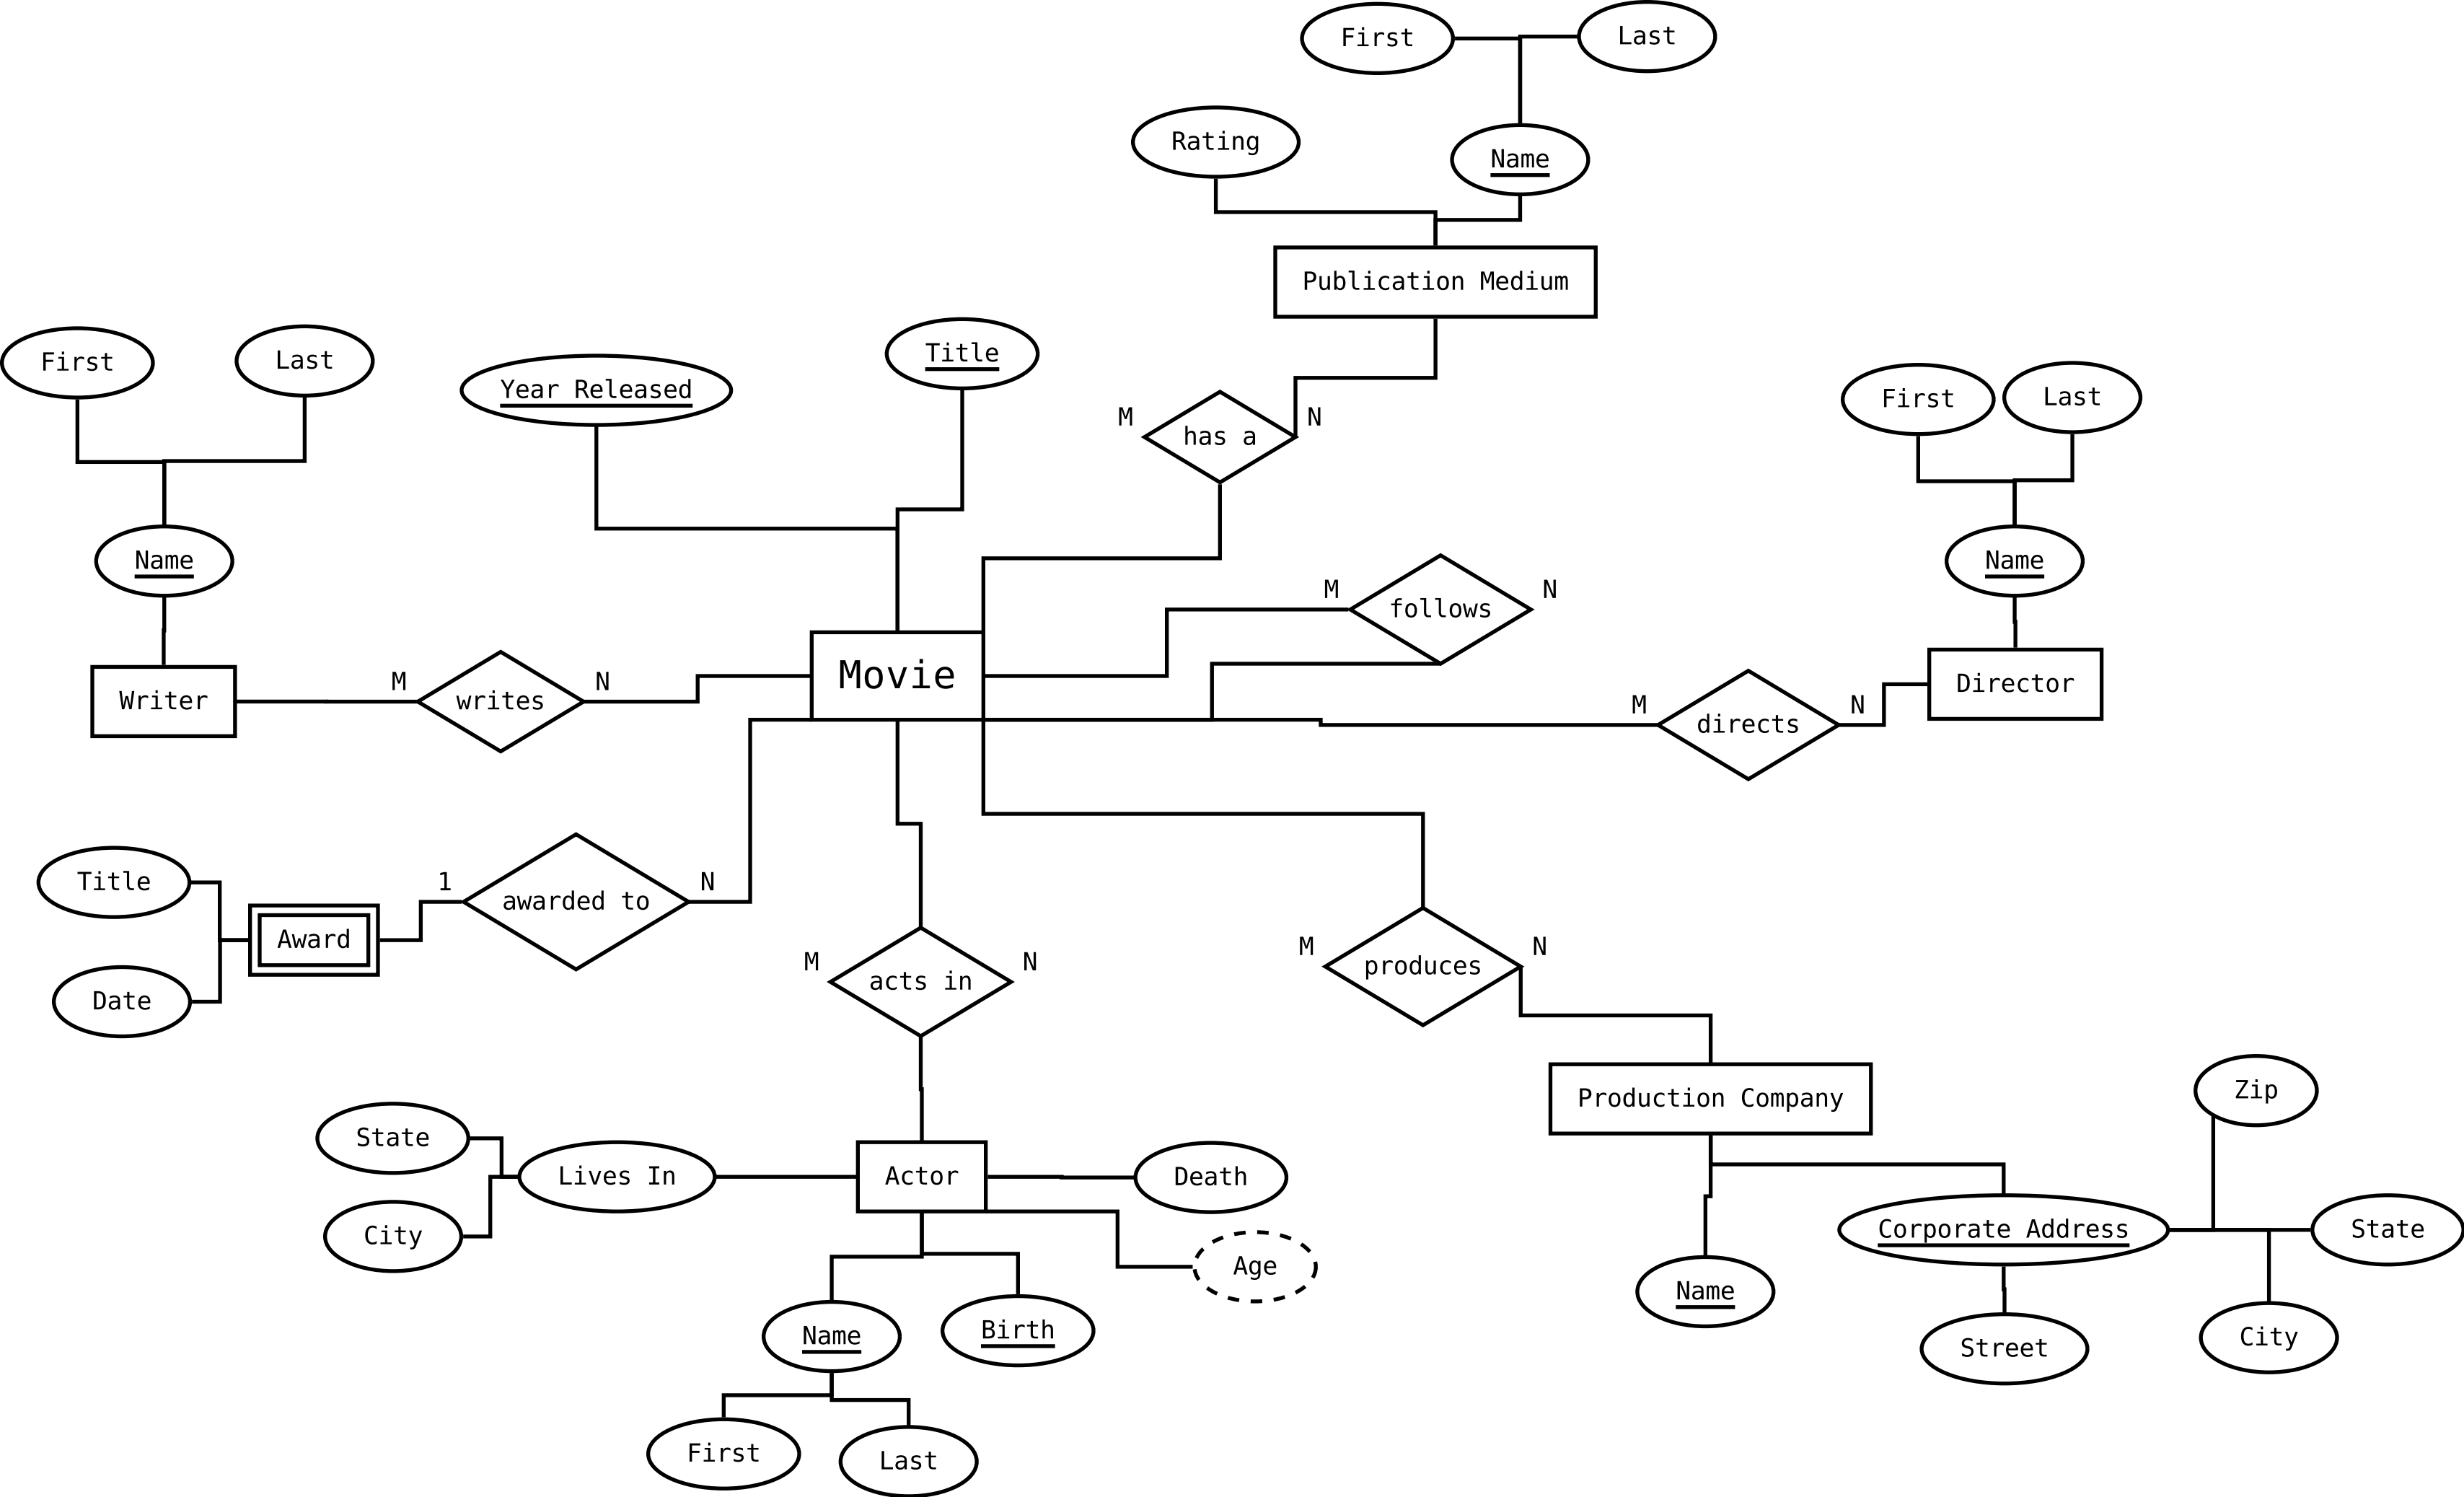 First
Last
Rating
Name
Publication Medium
First
Last
Year Released
Title
M
has a
N
First
Last
Name
M
follows
N
Name
Writer
M
writes
N
Movie
M
directs
N
Director
Title
Award
Date
1
awarded to
N
M
acts in
N
M
produces
N
Production Company
Zip
State
City
Lives In
Actor
Death
Age
Name
Birth
First
Last
Name
Corporate Address
State
Street
City